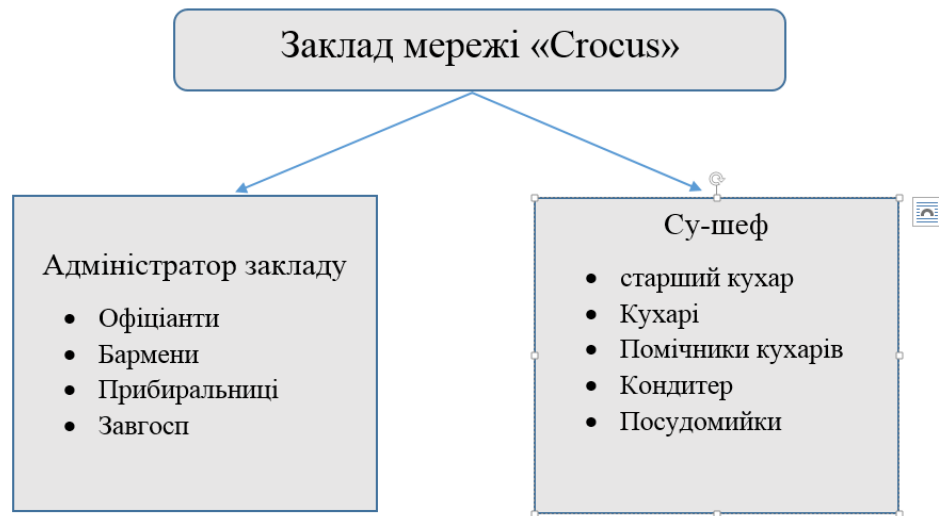 Заклад мережі «Crocus»
Адміністратор закладу
• Офіціанти
• Бармени
• Прибиральниці
• Завгосп
Су-шеф
• старший кухар
• Кухарі
• Помічники кухарів
• Кондитер
• Посудомийки